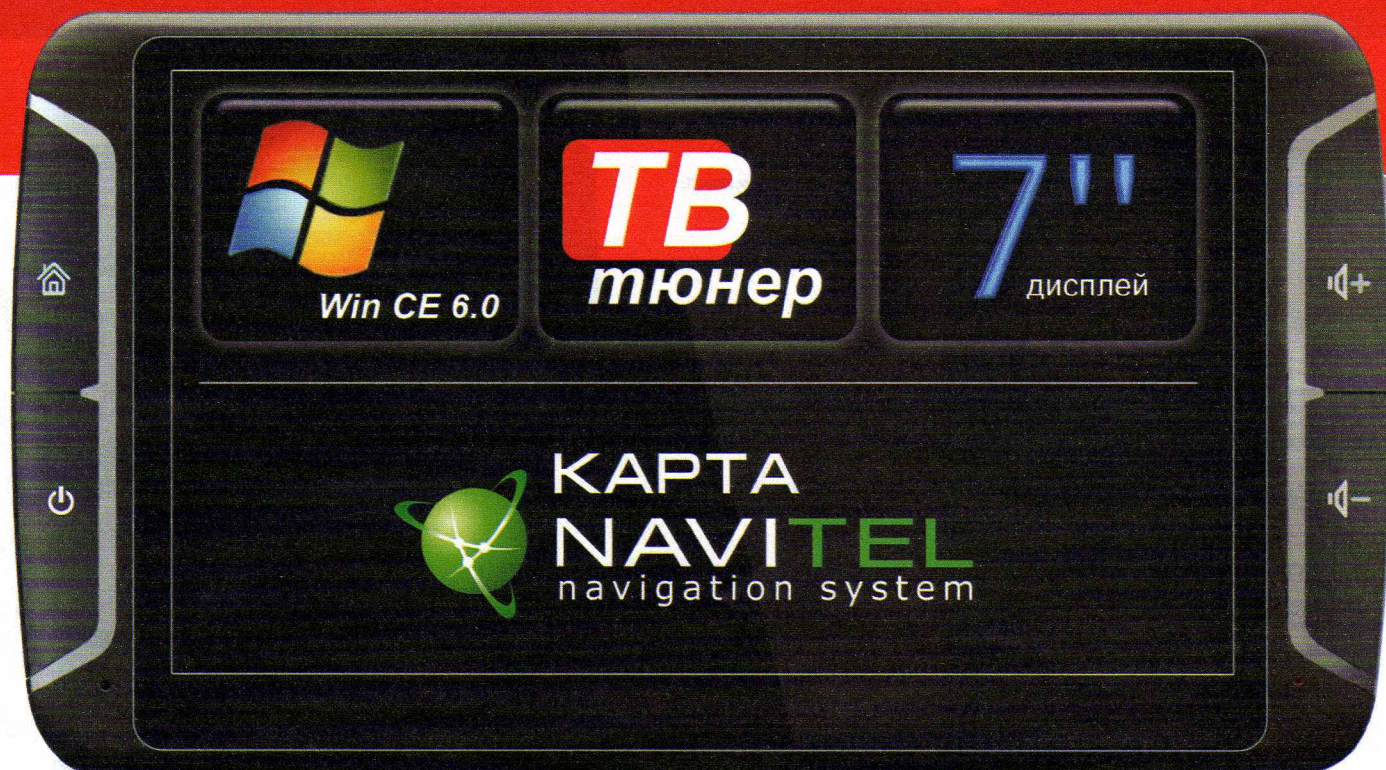 Win CE 6.0
ТВ
тюнер
7''
дисплей
КАРТА
NAVITEL
navigation system